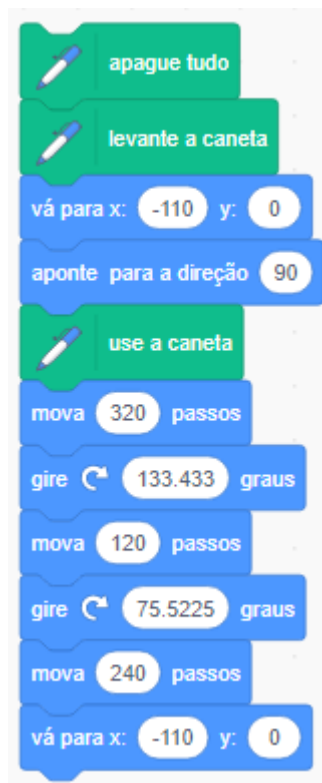 apague tudo
levante a caneta
vá para x: -110 y: 0
aponte para a direção 90
use a caneta
mova 320 passos
gire 133.433 graus
mova 120 passos
gire 75.5225 graus
mova 240 passos
vá para x: -110 y: 0